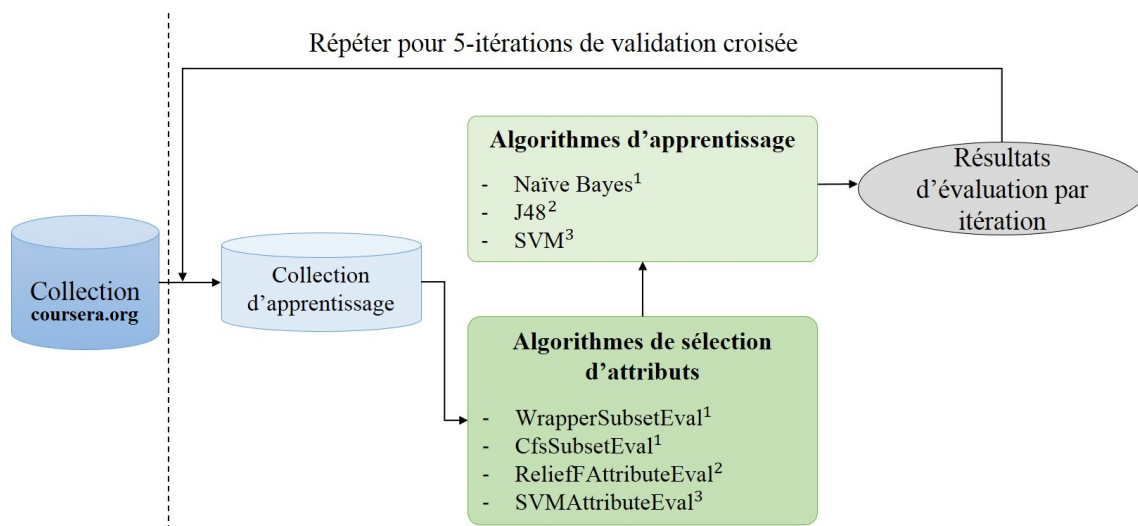 Répéter pour 5-itérations de validation croisée
Collection
coursera.org
Collection
d'apprentissage
Algorithmes de sélection
d'attributs
- WrapperSubsetEval¹
- CfsSubsetEval¹
- ReliefFAttributeEval²
- SVMAttributeEval³
Algorithmes d'apprentissage
- Naïve Bayes¹
- J48²
- SVM³
Résultats
d'évaluation par
itération